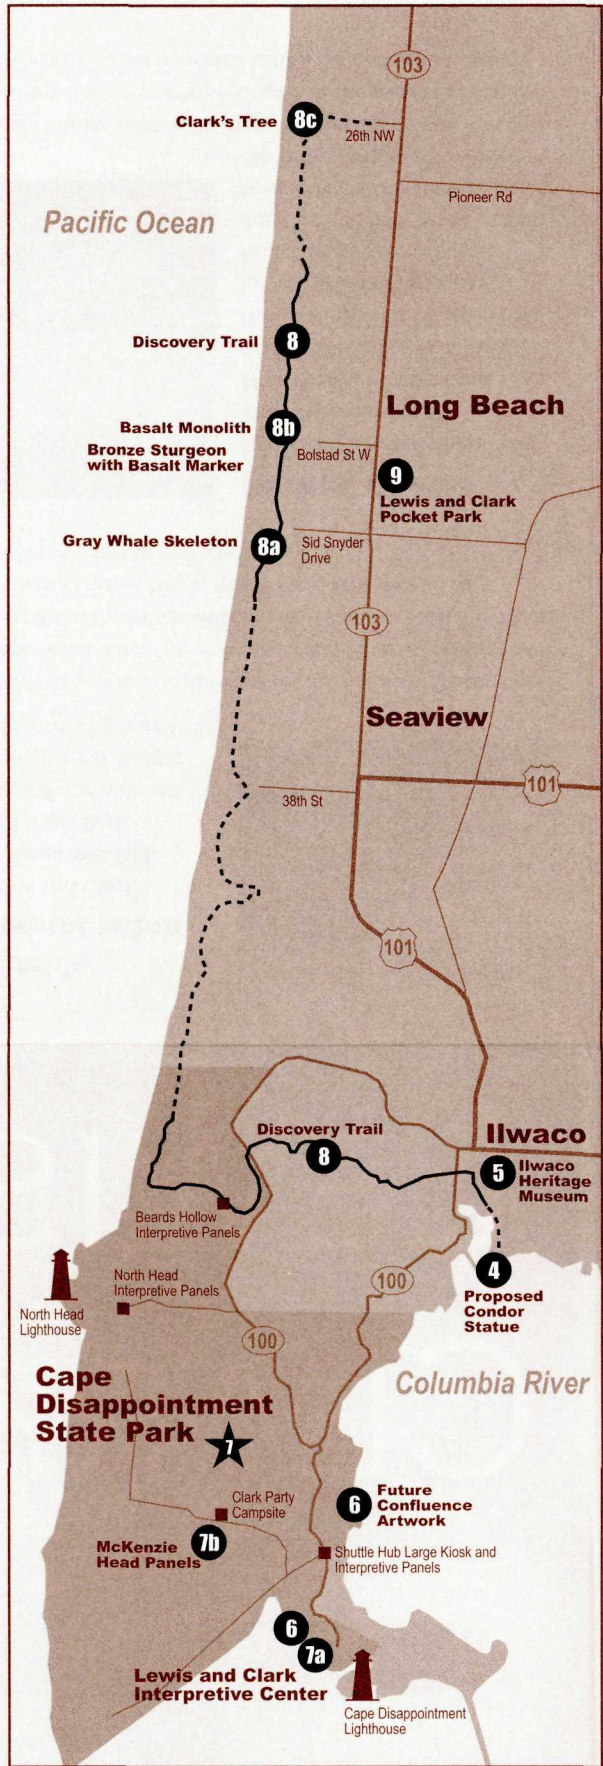 103
Clark's Tree
8c
26th NW
Pioneer Rd
Pacific Ocean
Discovery Trail
8
Long Beach
Basalt Monolith
8b
Bronze Sturgeon
with Basalt Marker
Bolstad St W
9
Lewis and Clark
Pocket Park
Gray Whale Skeleton
8a
Sid Snyder
Drive
103
Seaview
101
38th St
101
Discovery Trail
8
Ilwaco
5
Ilwaco
Heritage
Museum
Beards Hollow
Interpretive Panels
4
Proposed
Condor
Statue
North Head
Interpretive Panels
North Head
Lighthouse
100
100
Cape
Disappointment
State Park
7
Columbia River
Clark Party
Campsite
6
Future
Confluence
Artwork
McKenzie
Head Panels
7b
Shuttle Hub Large Kiosk and
Interpretive Panels
6
7a
Lewis and Clark
Interpretive Center
Cape Disappointment
Lighthouse